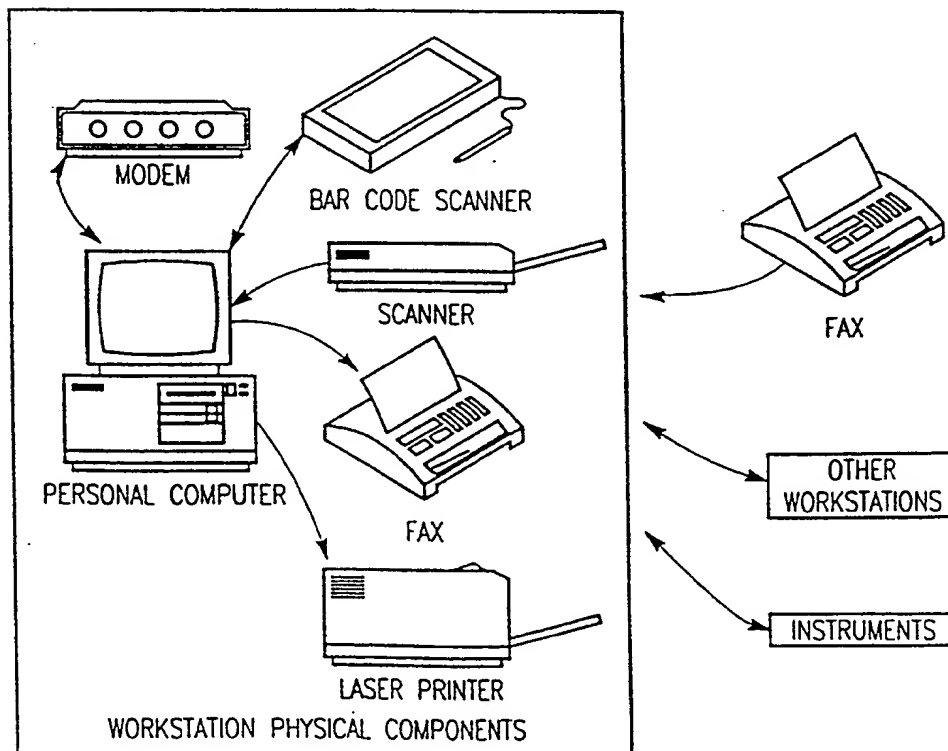 MODEM
BAR CODE SCANNER
SCANNER
FAX
PERSONAL COMPUTER
FAX
OTHER
WORKSTATIONS
INSTRUMENTS
LASER PRINTER
WORKSTATION PHYSICAL COMPONENTS